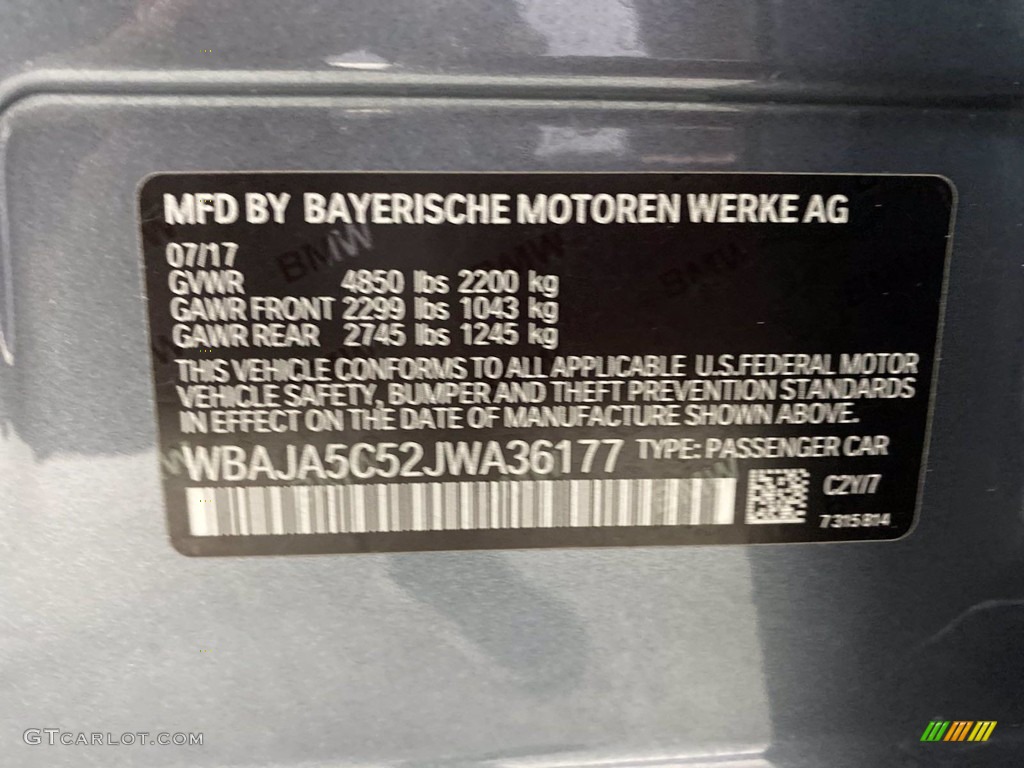 MFD BY BAYERISCHE MOTOREN WERKE AG
07/17
GVWR 4850 lbs 2200 kg
GAWR FRONT 2299 lbs 1043 kg
GAWR REAR 2745 lbs 1245 kg
THIS VEHICLE CONFORMS TO ALL APPLICABLE U.S.FEDERAL MOTOR
VEHICLE SAFETY, BUMPER AND THEFT PREVENTION STANDARDS
IN EFFECT ON THE DATE OF MANUFACTURE SHOWN ABOVE.
WBAJA5C52JWA36177 TYPE: PASSENGER CAR
C2Y/7
7315814
GTCARLOT.COM